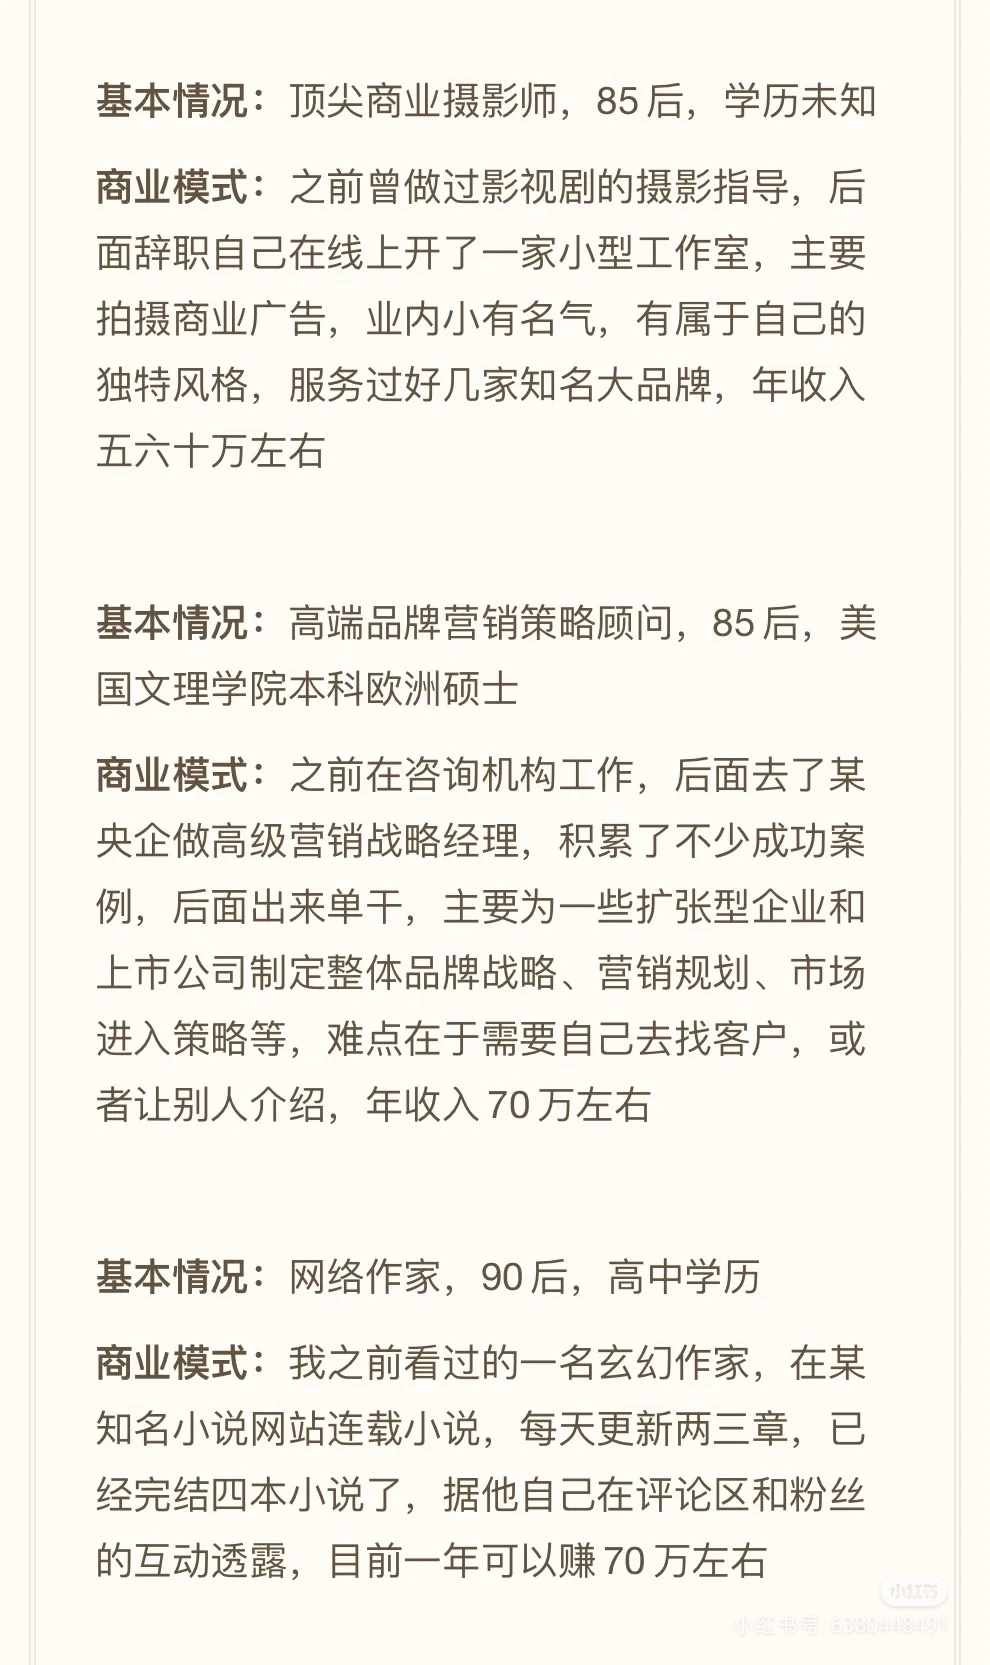 基本情况：顶尖商业摄影师，85后，学历未知
商业模式：之前曾做过影视剧的摄影指导，后
面辞职自己在线上开了一家小型工作室，主要
拍摄商业广告，业内小有名气，有属于自己的
独特风格，服务过好几家知名大品牌，年收入
五六十万左右
基本情况：高端品牌营销策略顾问，85后，美
国文理学院本科欧洲硕士
商业模式：之前在咨询机构工作，后面去了某
央企做高级营销战略经理，积累了不少成功案
例，后面出来单干，主要为一些扩张型企业和
上市公司制定整体品牌战略、营销规划、市场
进入策略等，难点在于需要自己去找客户，或
者让别人介绍，年收入70万左右
基本情况：网络作家，90后，高中学历
商业模式：我之前看过的一名玄幻作家，在某
知名小说网站连载小说，每天更新两三章，已
经完结四本小说了，据他自己在评论区和粉丝
的互动透露，目前一年可以赚70万左右
小红书
小红书号: 6380448491